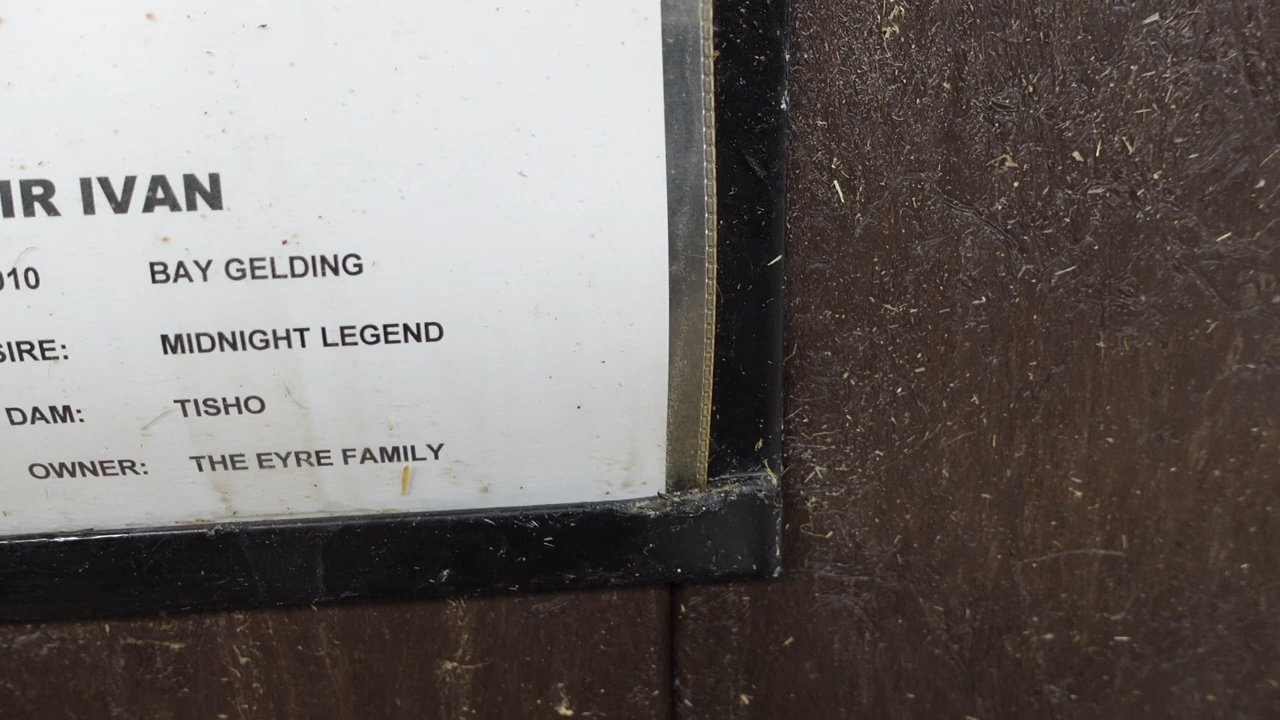 IR IVAN
010 BAY GELDING
SIRE: MIDNIGHT LEGEND
DAM: TISHO
OWNER: THE EYRE FAMILY